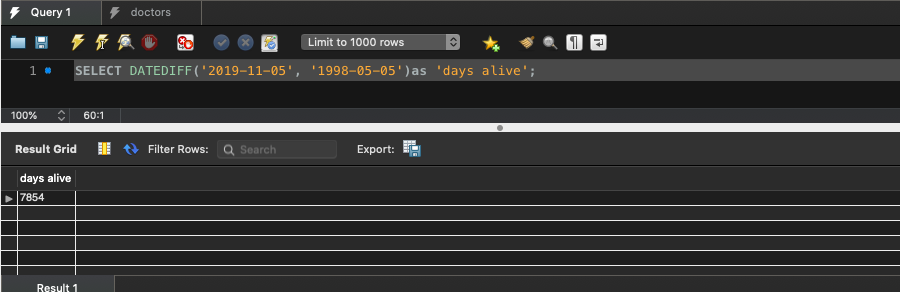 Query 1 doctors
Limit to 1000 rows
1 SELECT DATEDIFF('2019-11-05', '1998-05-05')as 'days alive';
100% 60:1
Result Grid Filter Rows: Search Export:
days alive
7854
Result 1